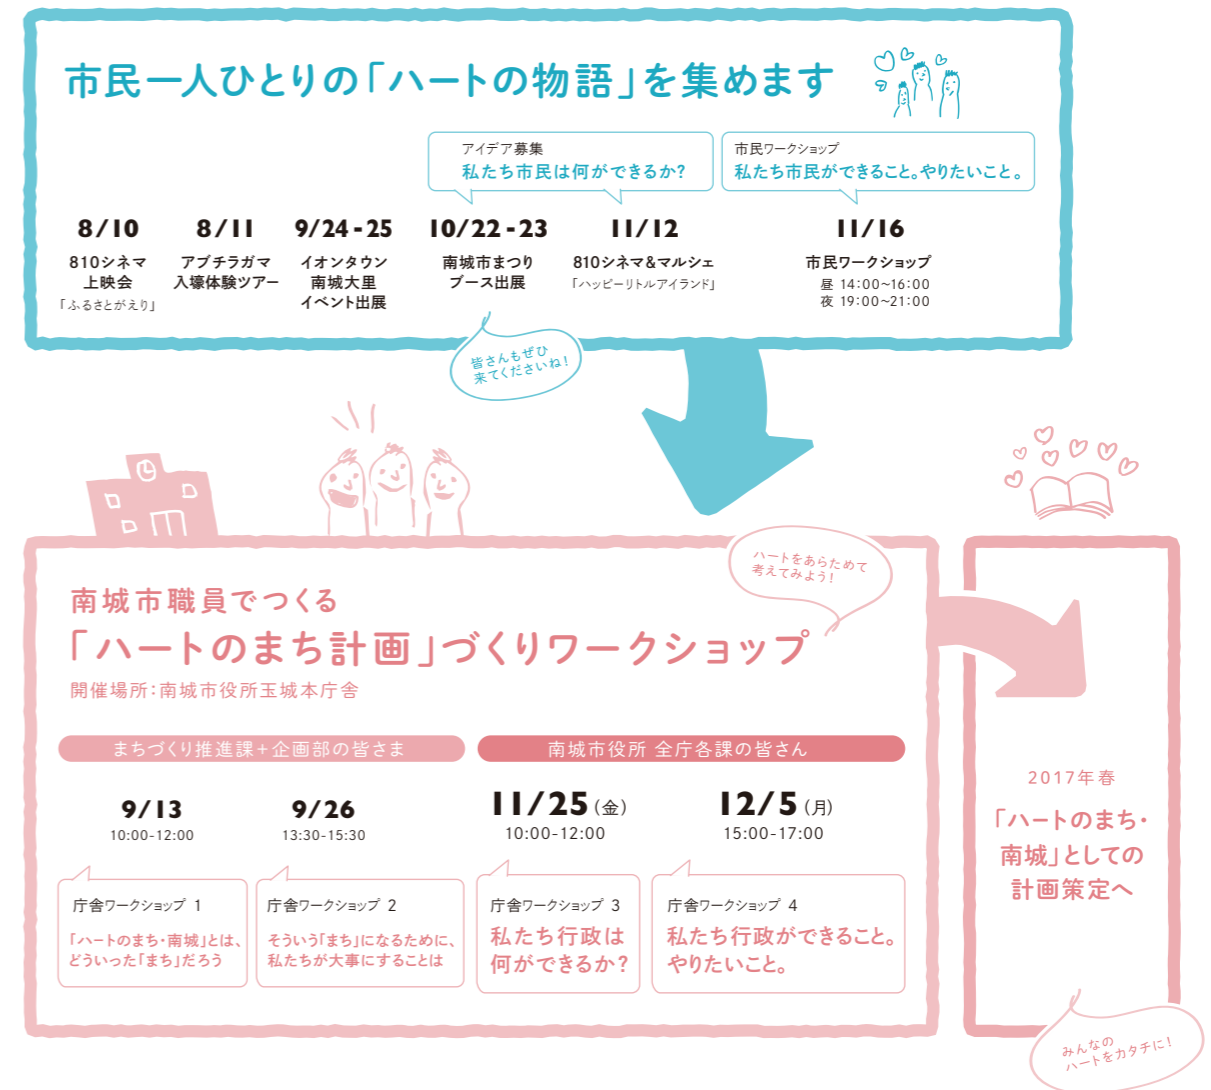 市民一人ひとりの「ハートの物語」を集めます
アイデア募集
私たち市民は何ができるか?
市民ワークショップ
私たち市民ができること。やりたいこと。
8/10
810シネマ
上映会
「ふるさとがえり」
8/11
アブチラガマ
入壕体験ツアー
9/24-25
イオンタウン
南城大里
イベント出展
10/22-23
南城市まつり
ブース出展
11/12
810シネマ&マルシェ
「ハッピーリトルアイランド」
11/16
市民ワークショップ
昼 14:00~16:00
夜 19:00~21:00
皆さんもぜひ
来てくださいね!
ハートをあらためて
考えてみよう!
南城市職員でつくる
「ハートのまち計画」づくりワークショップ
開催場所:南城市役所玉城本庁舎
まちづくり推進課+企画部の皆さま
南城市役所 全庁各課の皆さん
9/13
10:00-12:00
庁舎ワークショップ 1
「ハートのまち・南城」とは、
どういった「まち」だろう
9/26
13:30-15:30
庁舎ワークショップ 2
そういう「まち」になるために、
私たちが大事にすることは
11/25(金)
10:00-12:00
庁舎ワークショップ 3
私たち行政は
何ができるか?
12/5(月)
15:00-17:00
庁舎ワークショップ 4
私たち行政ができること。
やりたいこと。
2017年春
「ハートのまち・
南城」としての
計画策定へ
みんなの
ハートをカタチに!